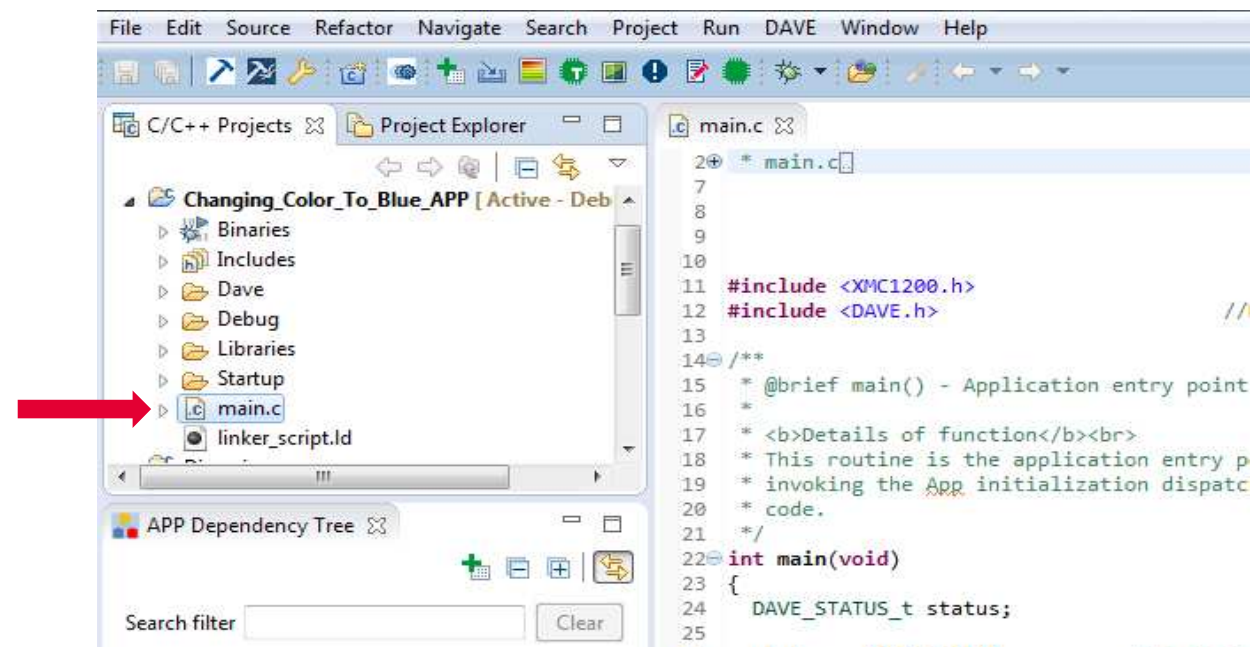 File Edit Source Refactor Navigate Search Project Run DAVE Window Help
C/C++ Projects
Project Explorer
Changing_Color_To_Blue_APP [ Active - Deb
Binaries
Includes
Dave
Debug
Libraries
Startup
main.c
linker_script.ld
APP Dependency Tree
Search filter
Clear
main.c
2 * main.c
7
8
9
10
11 #include <XMC1200.h>
12 #include <DAVE.h> //
13
14 /**
15 * @brief main() - Application entry point
16 *
17 * <b>Details of function</b><br>
18 * This routine is the application entry p
19 * invoking the App initialization dispatc
20 * code.
21 */
22 int main(void)
23 {
24 DAVE_STATUS_t status;
25